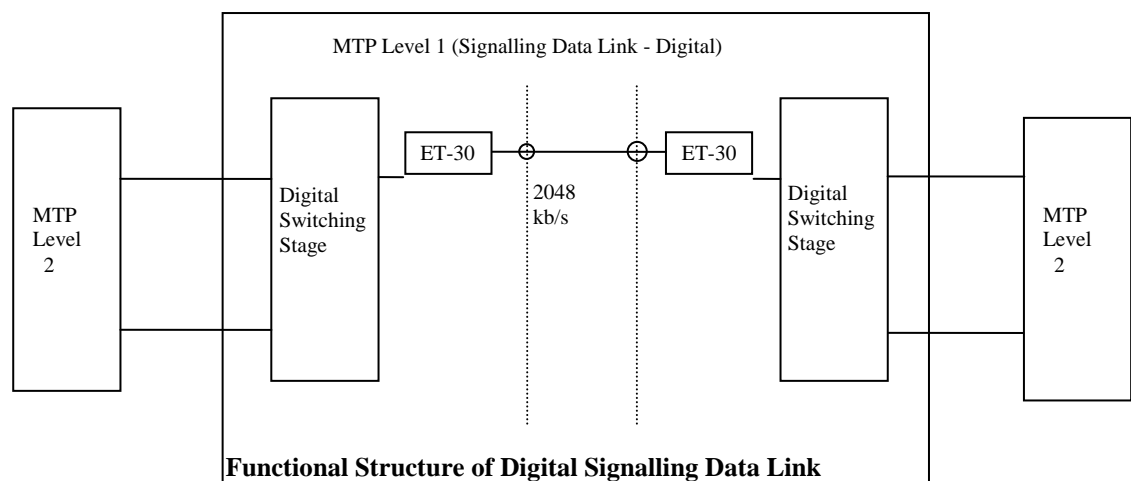 MTP Level 1 (Signalling Data Link - Digital)
MTP
Level
2
Digital
Switching
Stage
ET-30
2048
kb/s
ET-30
Digital
Switching
Stage
MTP
Level
2
Functional Structure of Digital Signalling Data Link